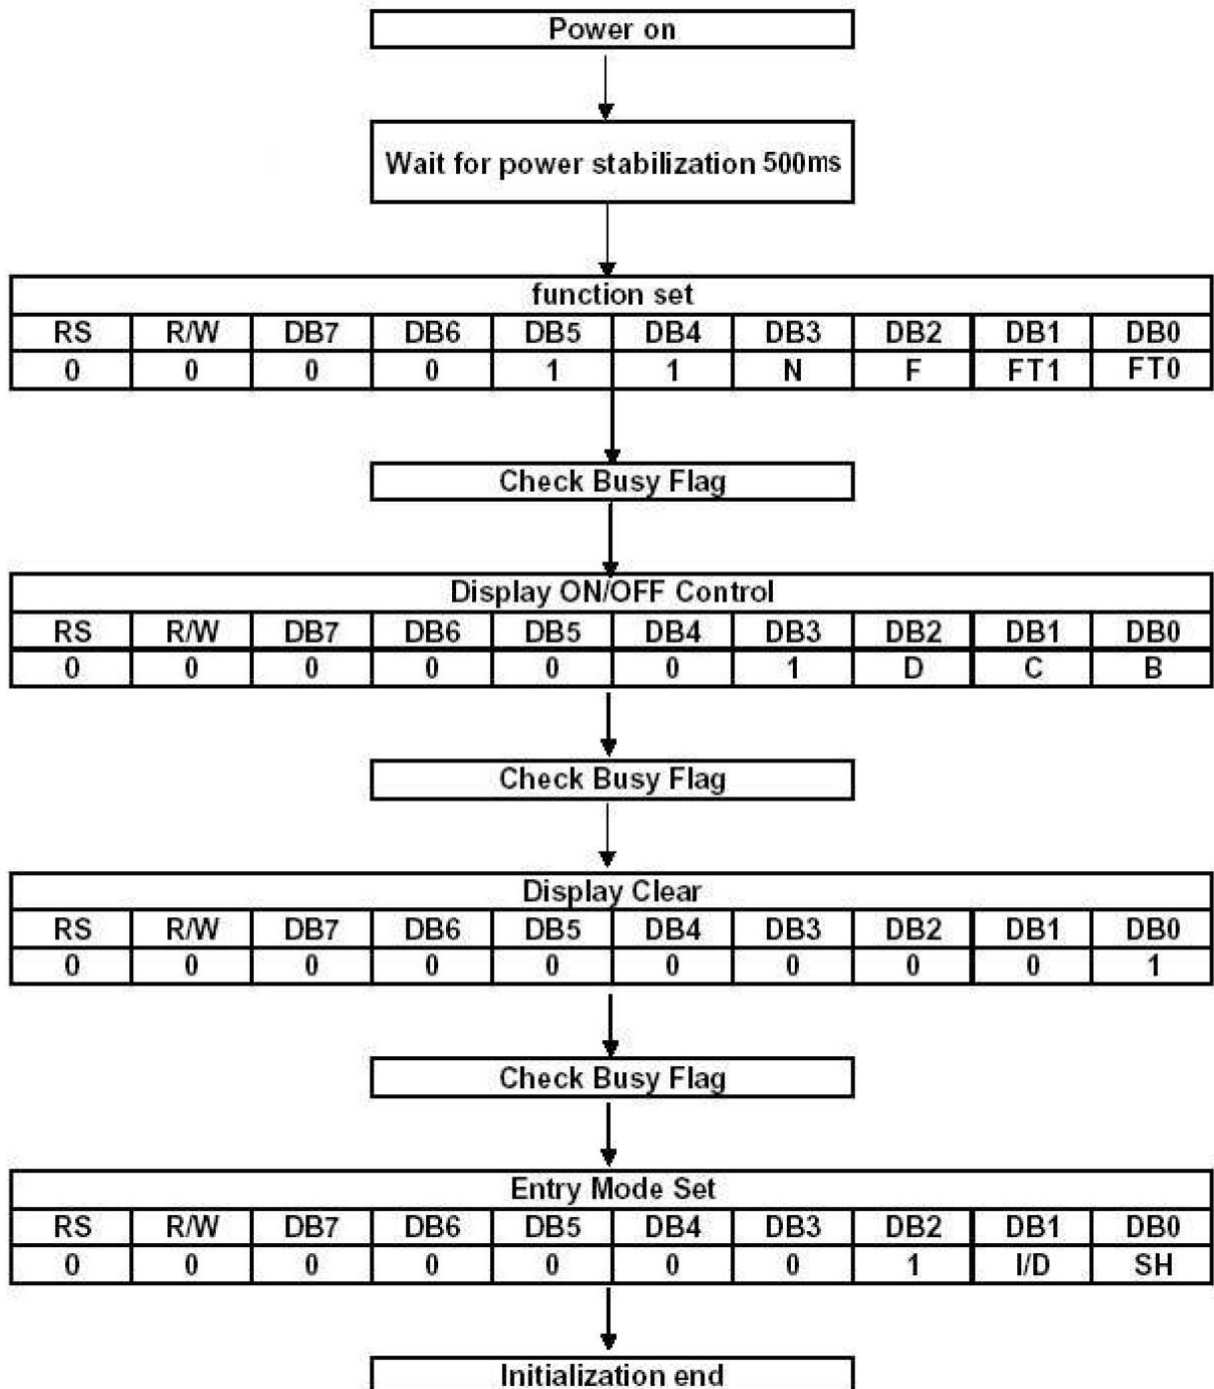 Power on
Wait for power stabilization 500ms
function set
RS R/W DB7 DB6 DB5 DB4 DB3 DB2 DB1 DB0
0 0 0 0 1 1 N F FT1 FT0
Check Busy Flag
Display ON/OFF Control
RS R/W DB7 DB6 DB5 DB4 DB3 DB2 DB1 DB0
0 0 0 0 0 0 1 D C B
Check Busy Flag
Display Clear
RS R/W DB7 DB6 DB5 DB4 DB3 DB2 DB1 DB0
0 0 0 0 0 0 0 0 0 1
Check Busy Flag
Entry Mode Set
RS R/W DB7 DB6 DB5 DB4 DB3 DB2 DB1 DB0
0 0 0 0 0 0 0 1 I/D SH
Initialization end